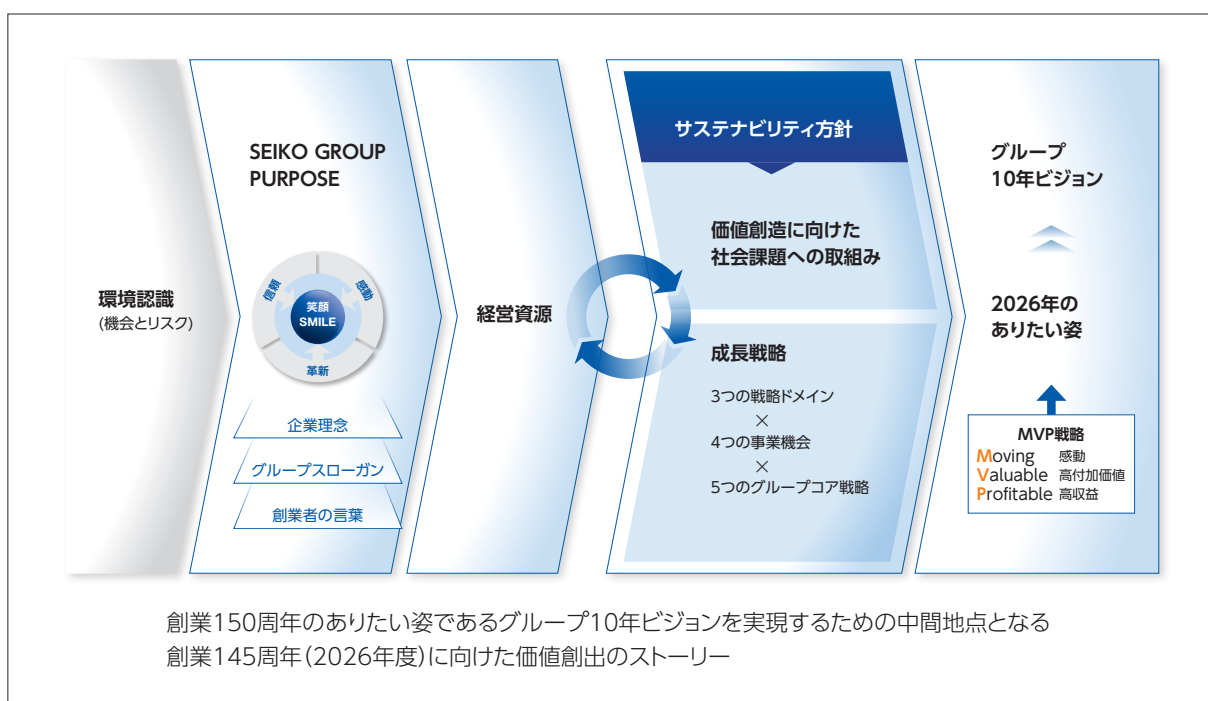 環境認識
(機会とリスク)
SEIKO GROUP
PURPOSE
信頼
感動
笑顔
SMILE
革新
企業理念
グループスローガン
創業者の言葉
経営資源
サステナビリティ方針
価値創造に向けた
社会課題への取組み
成長戦略
3つの戦略ドメイン
×
4つの事業機会
×
5つのグループコア戦略
グループ
10年ビジョン
2026年の
ありたい姿
MVP戦略
Moving 感動
Valuable 高付加価値
Profitable 高収益
創業150周年のありたい姿であるグループ10年ビジョンを実現するための中間地点となる
創業145周年(2026年度)に向けた価値創出のストーリー